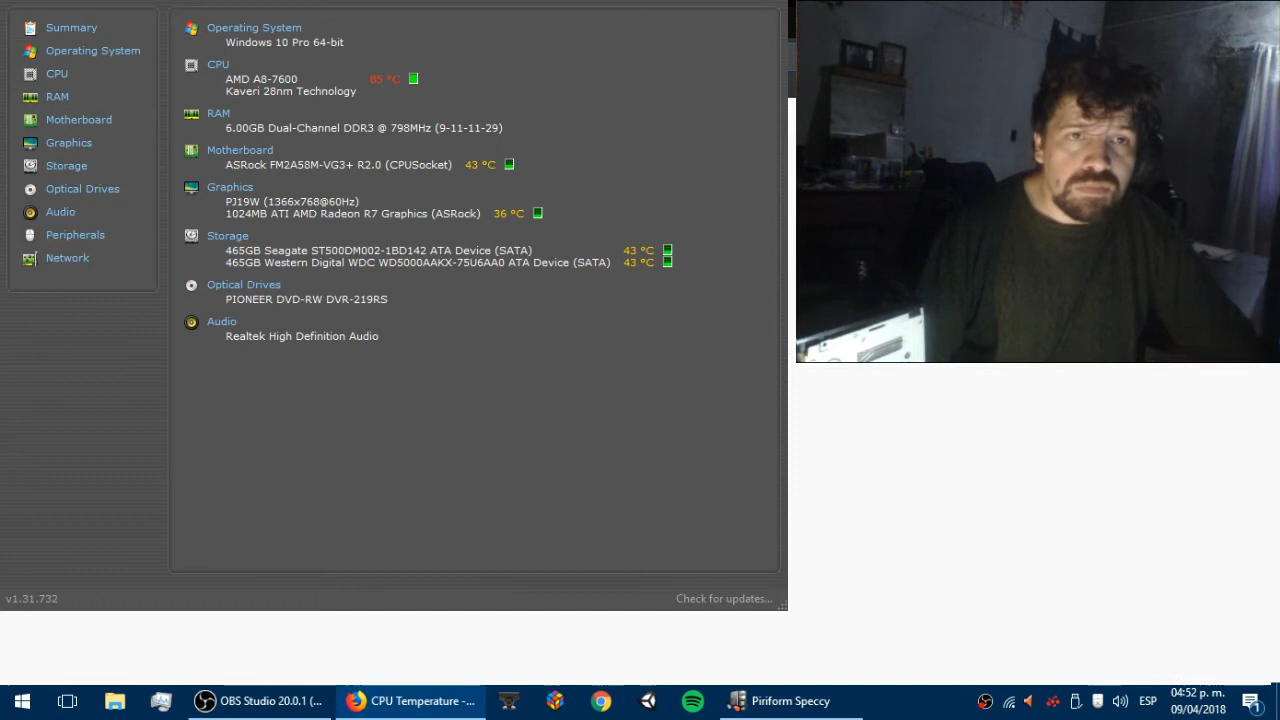 Summary
Operating System
CPU
RAM
Motherboard
Graphics
Storage
Optical Drives
Audio
Peripherals
Network
Operating System
Windows 10 Pro 64-bit
CPU
AMD A8-7600 85 °C
Kaveri 28nm Technology
RAM
6.00GB Dual-Channel DDR3 @ 798MHz (9-11-11-29)
Motherboard
ASRock FM2A58M-VG3+ R2.0 (CPUSocket) 43 °C
Graphics
PJ19W (1366x768@60Hz)
1024MB ATI AMD Radeon R7 Graphics (ASRock) 36 °C
Storage
465GB Seagate ST500DM002-1BD142 ATA Device (SATA) 43 °C
465GB Western Digital WDC WD5000AAKX-75U6AA0 ATA Device (SATA) 43 °C
Optical Drives
PIONEER DVD-RW DVR-219RS
Audio
Realtek High Definition Audio
v1.31.732 Check for updates...
OBS Studio 20.0.1 (... CPU Temperature -... Piriform Speccy ESP 04:52 p. m.
09/04/2018 1